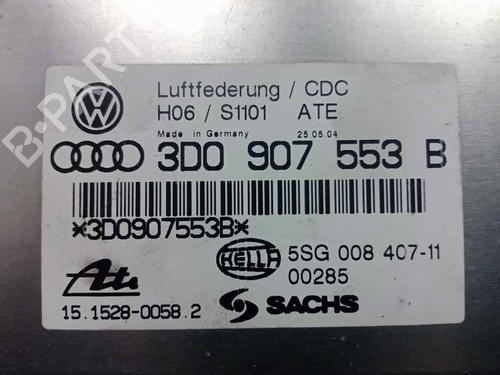 Luftfederung / CDC
H06 / S1101 ATE
Made in Germany 25.05.04
3D0 907 553 B
*3D0907553B*
Ate
HELLA
5SG 008 407-11
00285
15.1528-0058.2
SACHS
B-PARTS